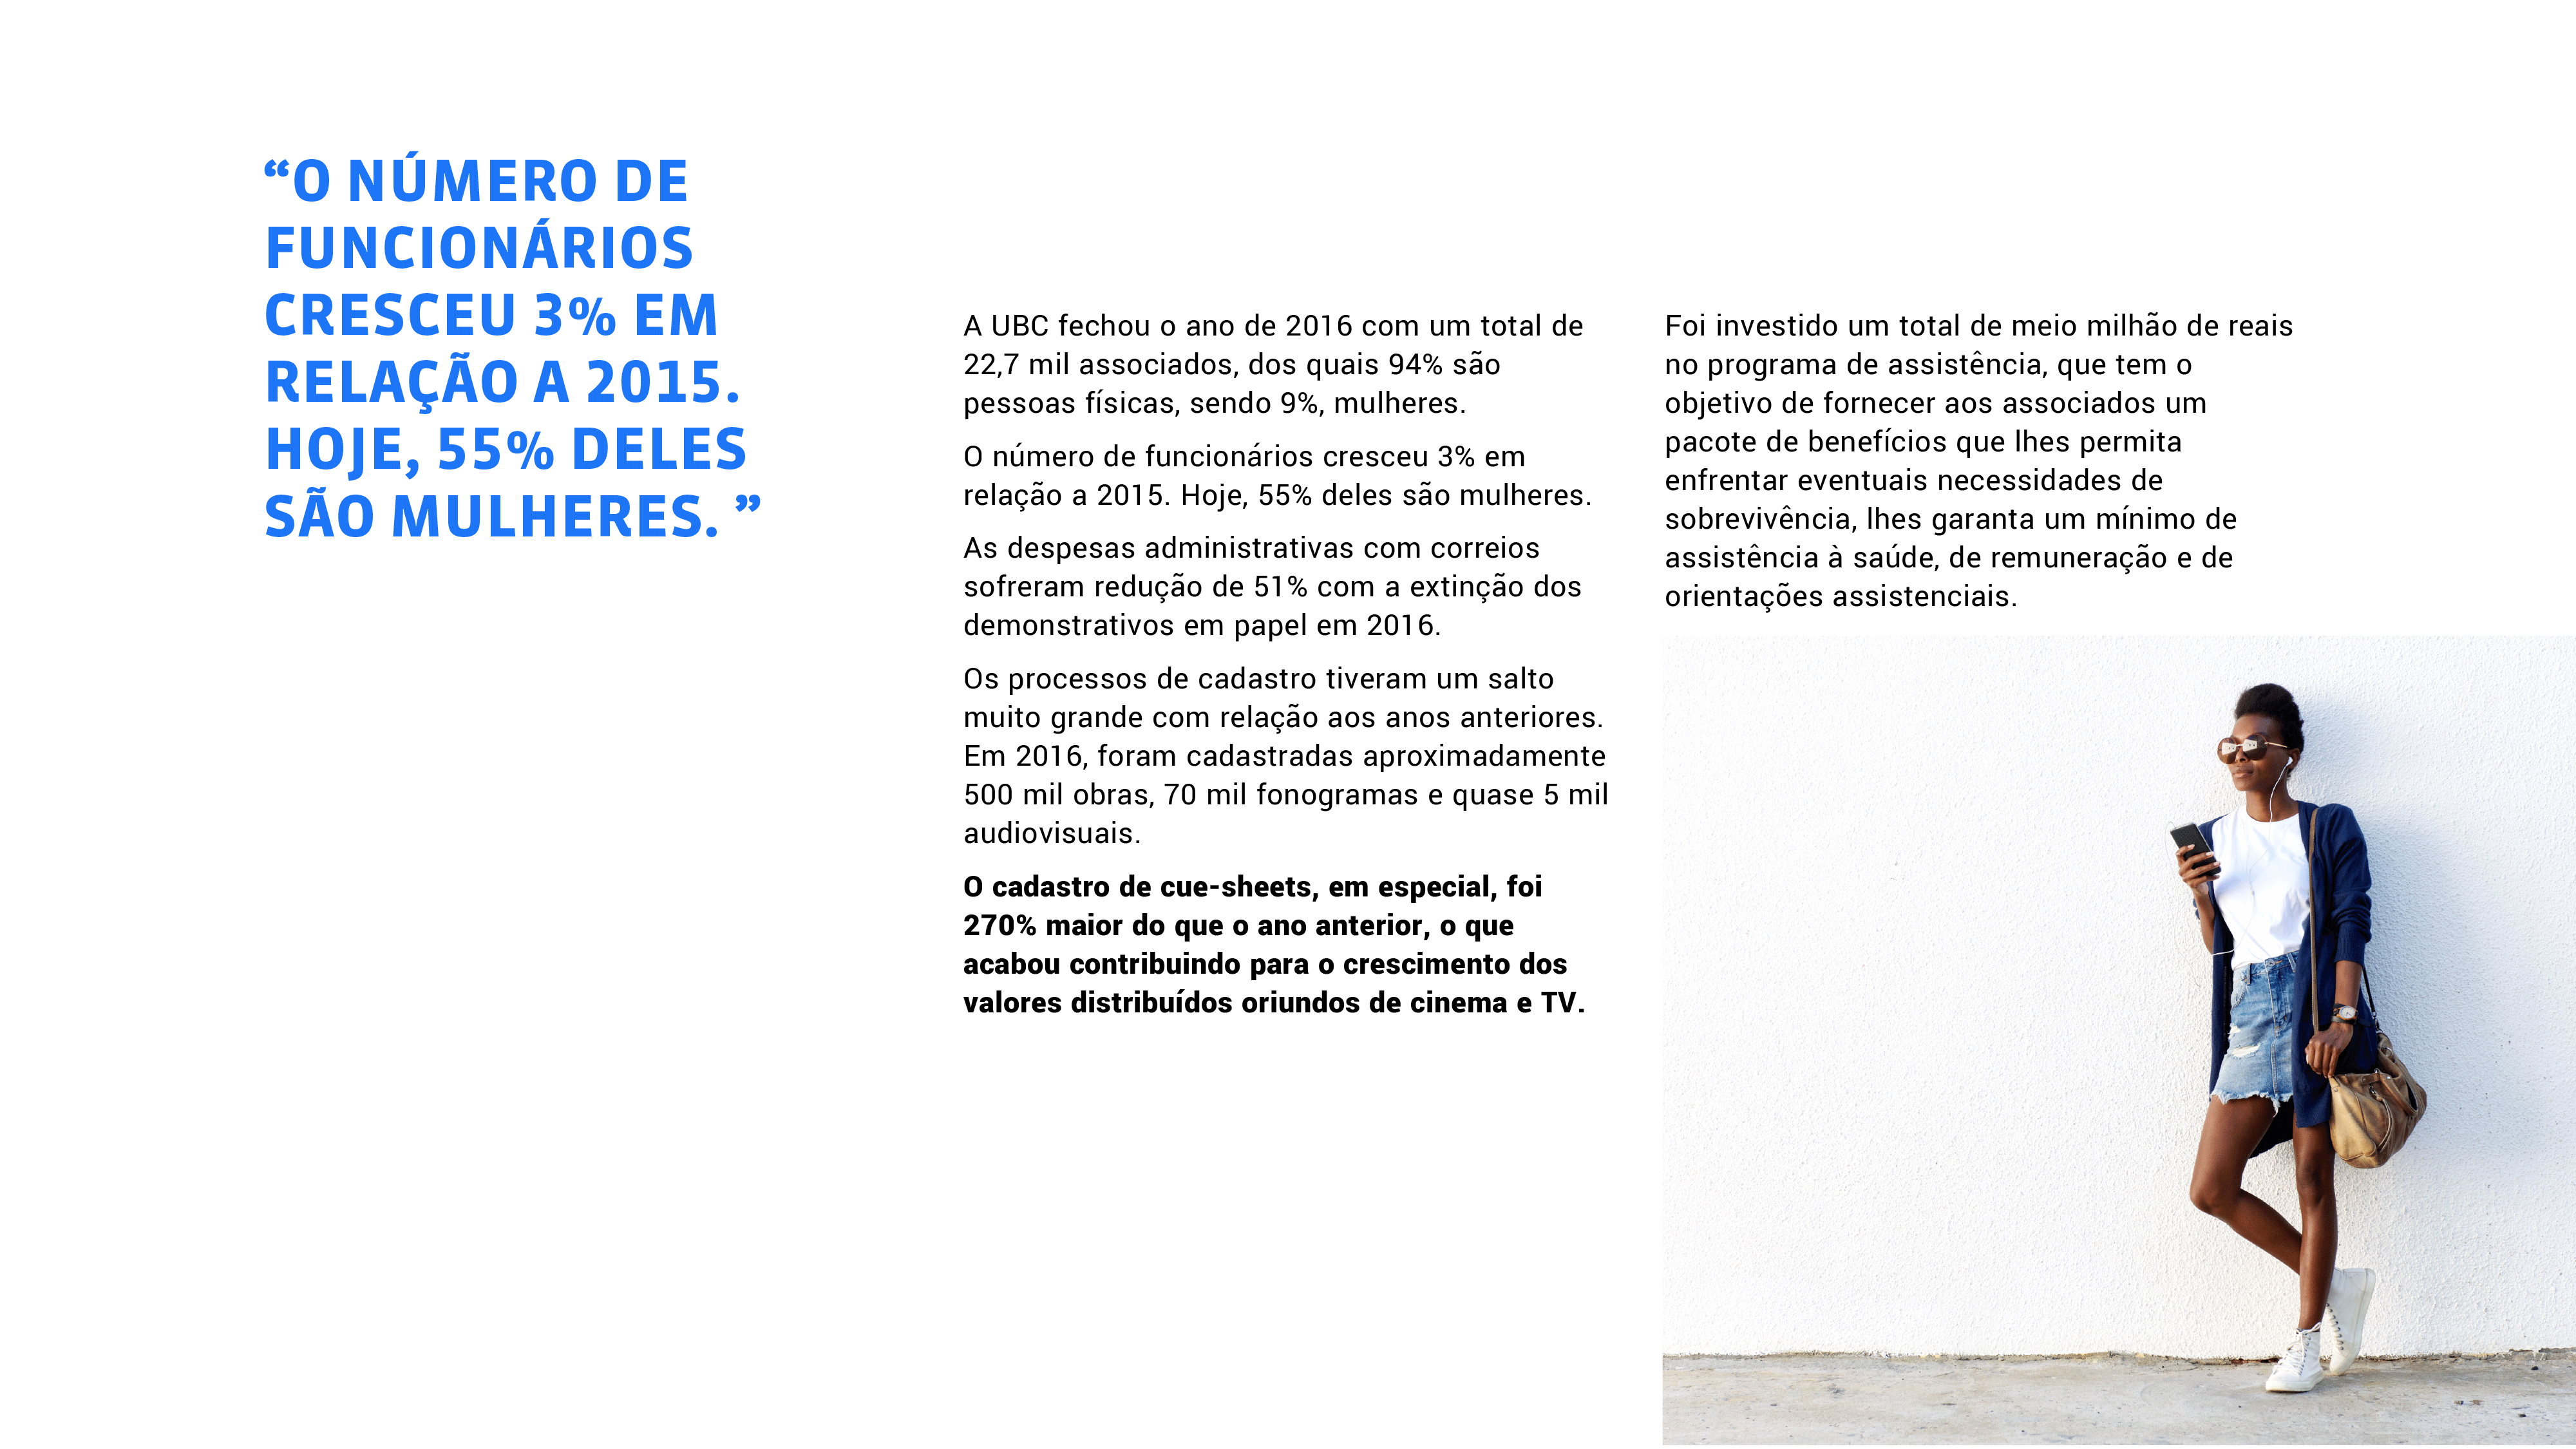 “O NÚMERO DE
FUNCIONÁRIOS
CRESCEU 3% EM
RELAÇÃO A 2015.
HOJE, 55% DELES
SÃO MULHERES. ”
A UBC fechou o ano de 2016 com um total de
22,7 mil associados, dos quais 94% são
pessoas físicas, sendo 9%, mulheres.
O número de funcionários cresceu 3% em
relação a 2015. Hoje, 55% deles são mulheres.
As despesas administrativas com correios
sofreram redução de 51% com a extinção dos
demonstrativos em papel em 2016.
Os processos de cadastro tiveram um salto
muito grande com relação aos anos anteriores.
Em 2016, foram cadastradas aproximadamente
500 mil obras, 70 mil fonogramas e quase 5 mil
audiovisuais.
O cadastro de cue-sheets, em especial, foi
270% maior do que o ano anterior, o que
acabou contribuindo para o crescimento dos
valores distribuídos oriundos de cinema e TV.
Foi investido um total de meio milhão de reais
no programa de assistência, que tem o
objetivo de fornecer aos associados um
pacote de benefícios que lhes permita
enfrentar eventuais necessidades de
sobrevivência, lhes garanta um mínimo de
assistência à saúde, de remuneração e de
orientações assistenciais.